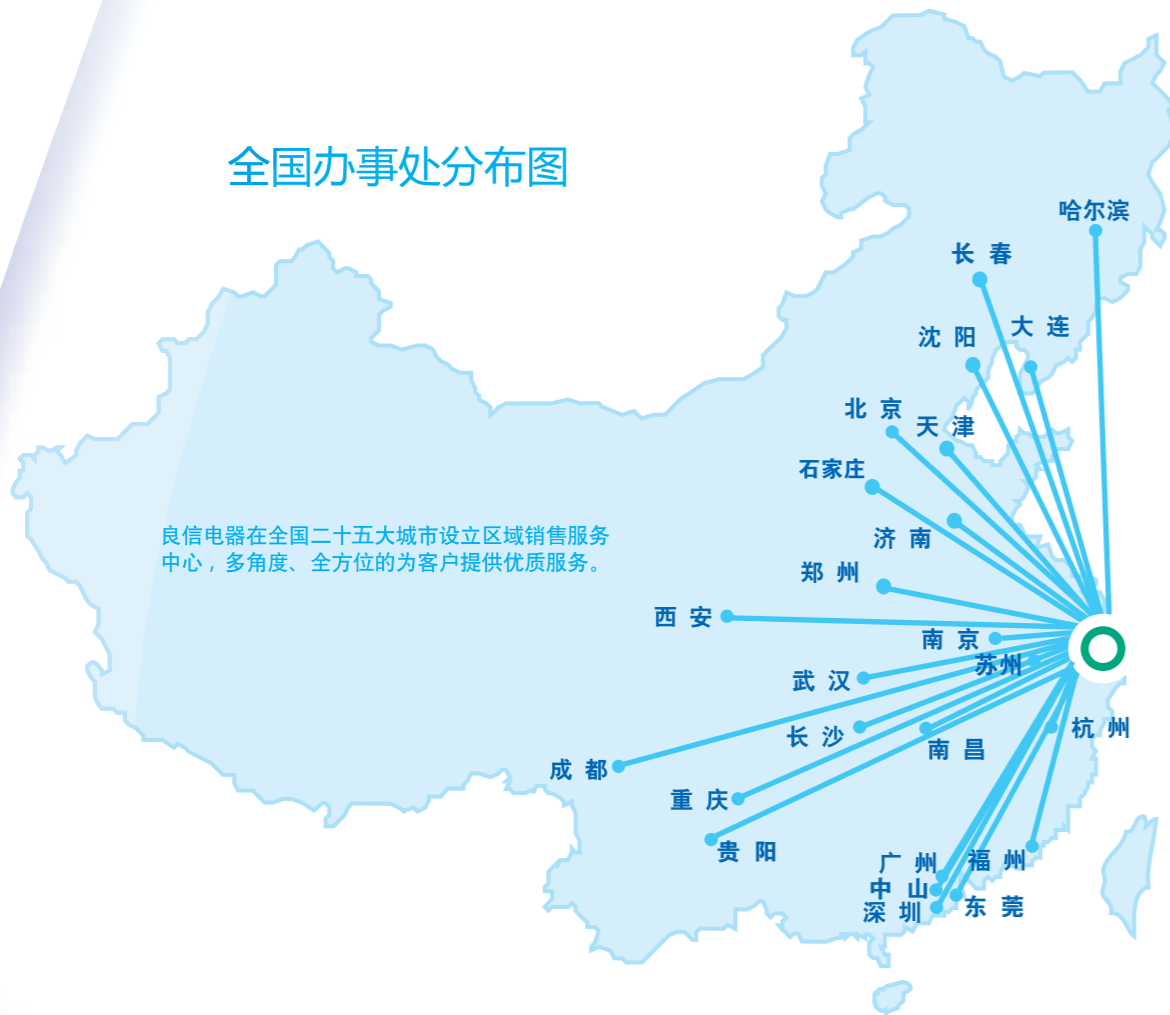 全国办事处分布图
哈尔滨
长春
大连
沈阳
北京
天津
石家庄
良信电器在全国二十五大城市设立区域销售服务
中心，多角度、全方位的为客户提供优质服务。
济南
郑州
西安
南京
苏州
武汉
杭州
长沙
南昌
成都
重庆
贵阳
广州
福州
中山
深圳
东莞